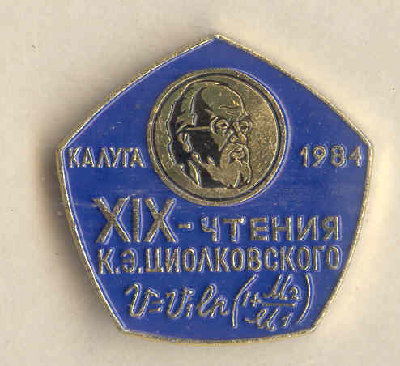 КАЛУГА 1984
XIX-ЧТЕНИЯ
К.Э.ЦИОЛКОВСКОГО
V=V₁ln(1+M₂/M₁)